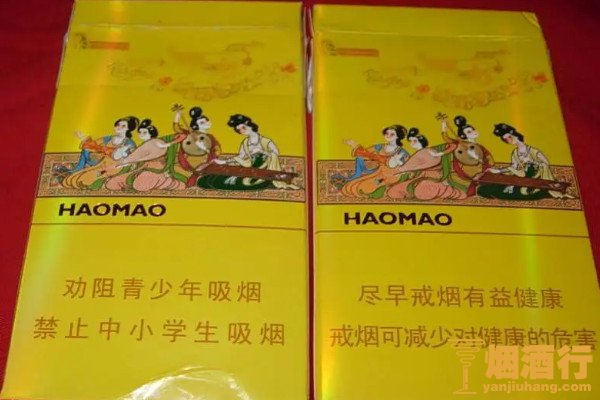 HAOMAO
劝阻青少年吸烟
禁止中小学生吸烟
HAOMAO
尽早戒烟有益健康
戒烟可减少对健康的危害
烟酒行
yanjiuhang.com